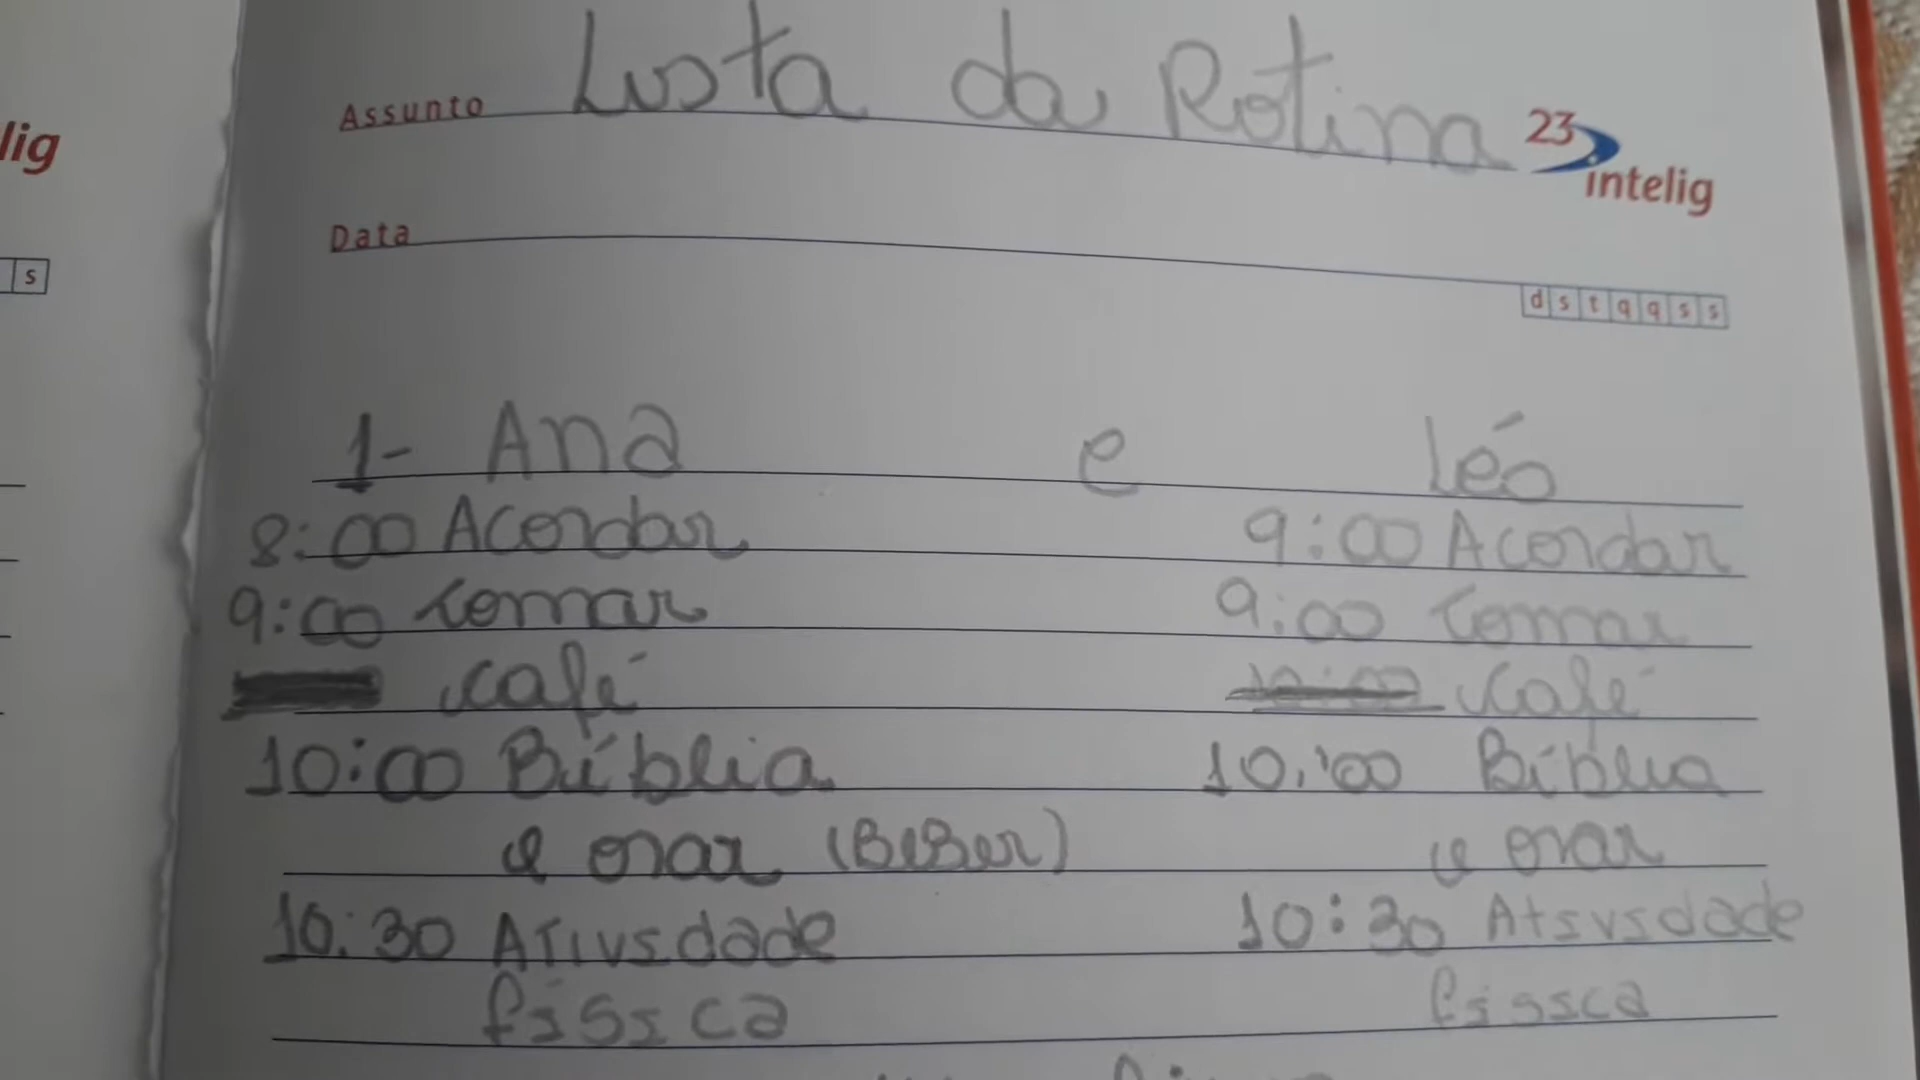 lig
s
Assunto Lista da Rotina 23
intelig
Data
d s t q q s s
1- Ana e Léo
8:00 Acordar 9:00 Acordar
9:00 tomar 9:00 tomar
café 10:00 café
10:00 Bíblia 10:00 Bíblia
e orar (BeBer) e orar
10:30 Atividade 10:30 Atividade
física física